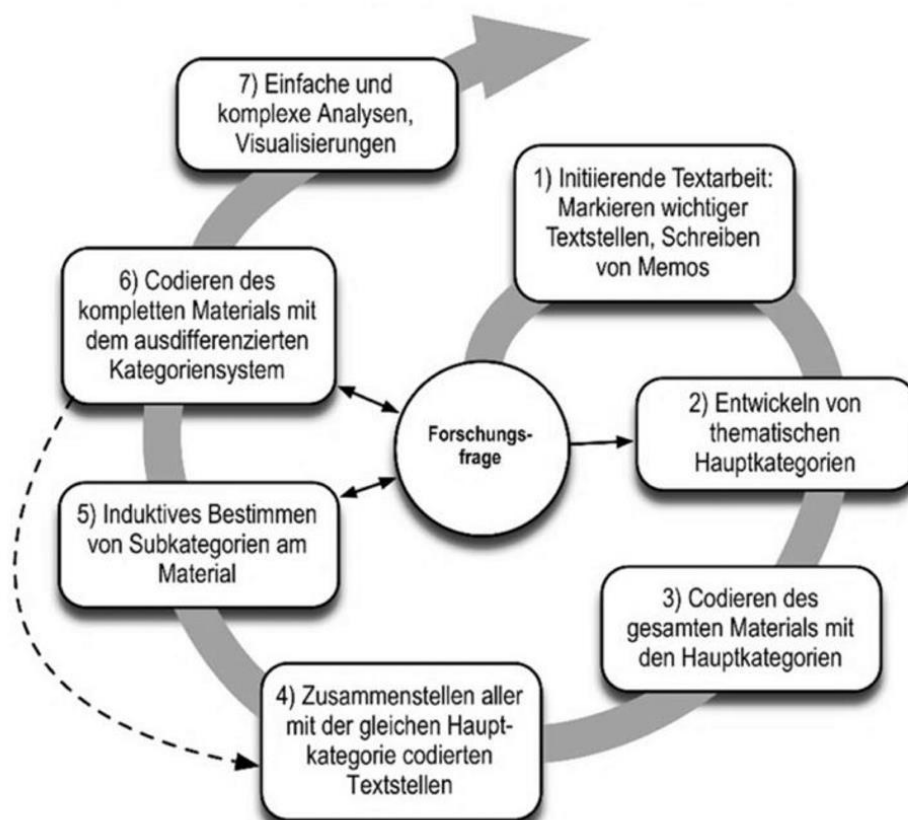 7) Einfache und
komplexe Analysen,
Visualisierungen
1) Initiierende Textarbeit:
Markieren wichtiger
Textstellen, Schreiben
von Memos
6) Codieren des
kompletten Materials mit
dem ausdifferenzierten
Kategoriensystem
Forschungs-
frage
2) Entwickeln von
thematischen
Hauptkategorien
5) Induktives Bestimmen
von Subkategorien am
Material
3) Codieren des
gesamten Materials mit
den Hauptkategorien
4) Zusammenstellen aller
mit der gleichen Haupt-
kategorie codierten
Textstellen